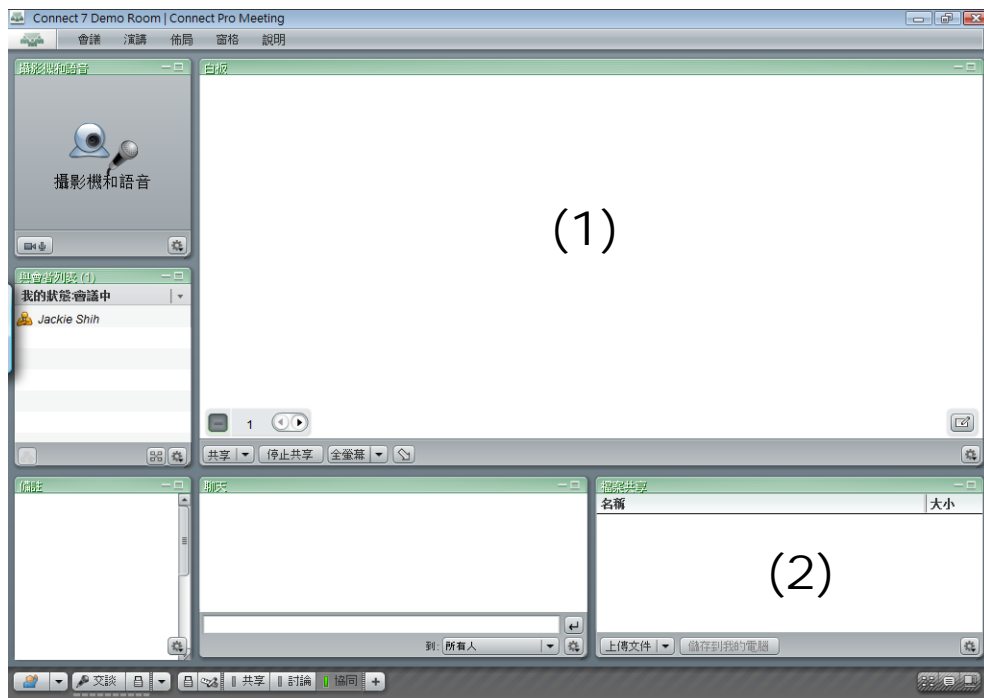 Connect 7 Demo Room | Connect Pro Meeting
會議 演講 佈局 窗格 說明
攝影機和語音
攝影機和語音
與會者列表 (1)
我的狀態:會議中
Jackie Shih
白板
(1)
1
共享 停止共享 全螢幕
備註
聊天
到: 所有人
檔案共享
名稱 大小
(2)
上傳文件 儲存到我的電腦
交談 共享 討論 協同 +